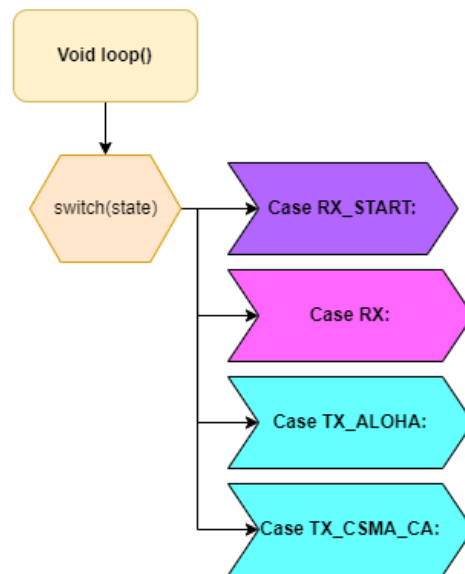 Void loop()
switch(state)
Case RX_START:
Case RX:
Case TX_ALOHA:
Case TX_CSMA_CA: